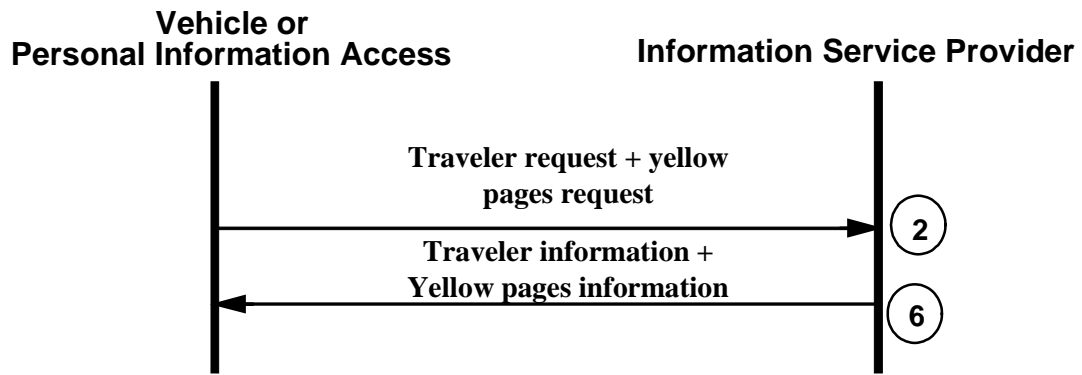 Vehicle or
Personal Information Access
Information Service Provider
Traveler request + yellow
pages request
2
Traveler information +
Yellow pages information
6